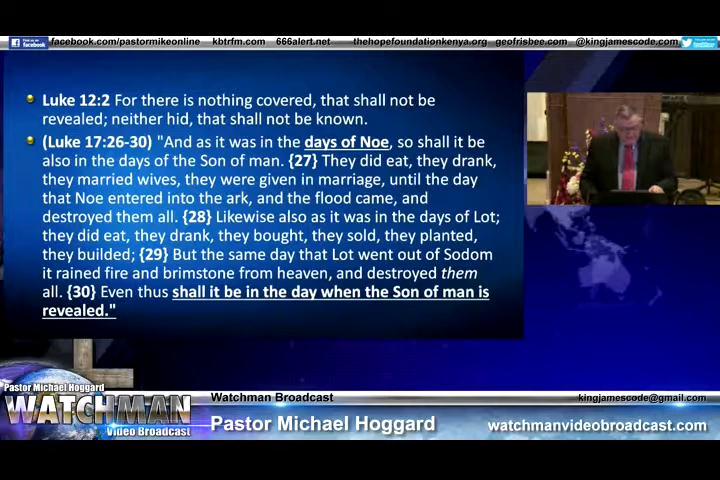 Find us on facebook facebook.com/pastormikeonline kbtrfm.com 666alert.net thehopefoundationkenya.org geofrisbee.com @kingjamescode.com
Luke 12:2 For there is nothing covered, that shall not be
revealed; neither hid, that shall not be known.
(Luke 17:26-30) "And as it was in the days of Noe, so shall it be
also in the days of the Son of man. {27} They did eat, they drank,
they married wives, they were given in marriage, until the day
that Noe entered into the ark, and the flood came, and
destroyed them all. {28} Likewise also as it was in the days of Lot;
they did eat, they drank, they bought, they sold, they planted,
they builded; {29} But the same day that Lot went out of Sodom
it rained fire and brimstone from heaven, and destroyed them
all. {30} Even thus shall it be in the day when the Son of man is
revealed."
Pastor Michael Hoggard
WATCHMAN
Video Broadcast
Watchman Broadcast
kingjamescode@gmail.com
Pastor Michael Hoggard
watchmanvideobroadcast.com